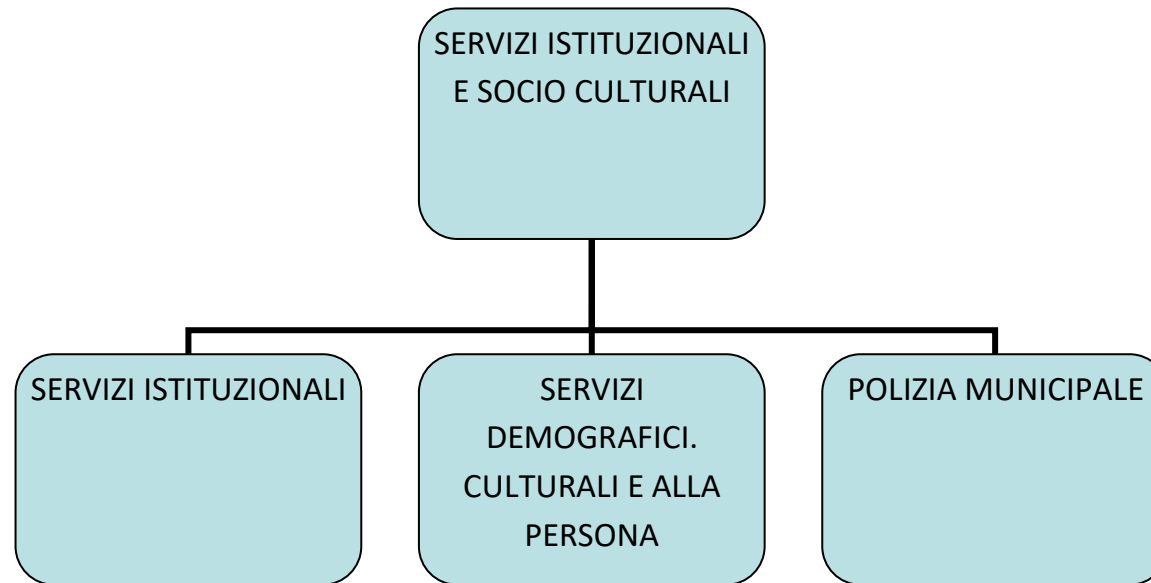 SERVIZI ISTITUZIONALI
E SOCIO CULTURALI
SERVIZI ISTITUZIONALI
SERVIZI
DEMOGRAFICI.
CULTURALI E ALLA
PERSONA
POLIZIA MUNICIPALE